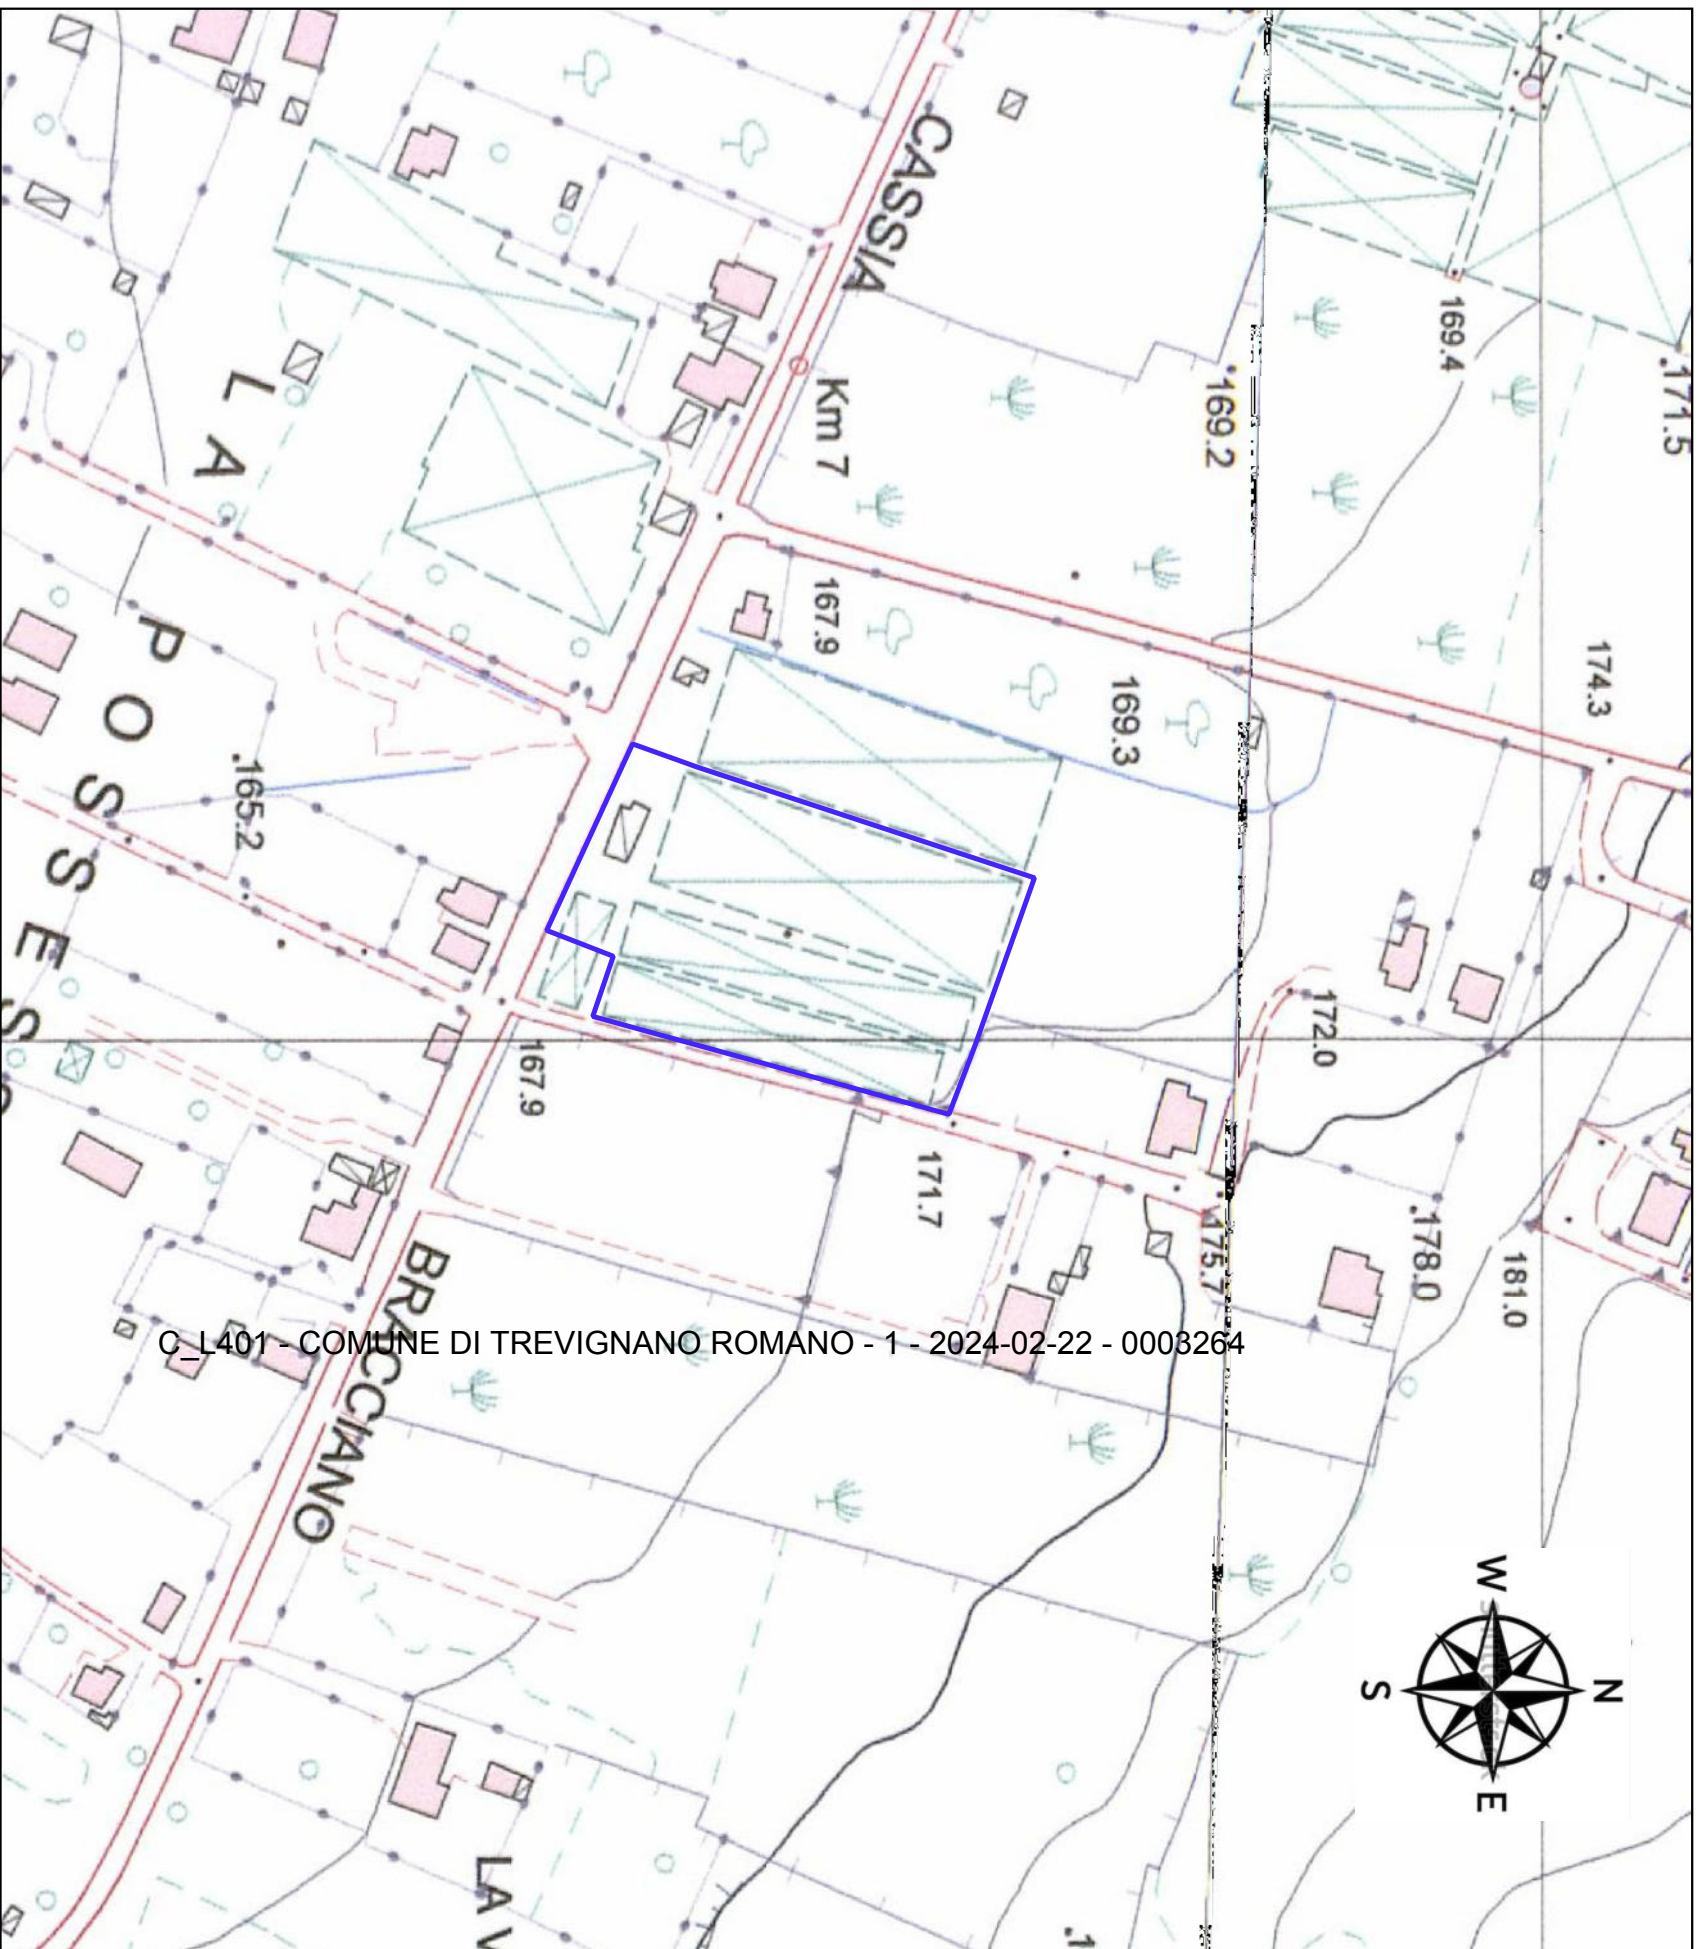 CASSIA
Km 7
169.4
171.5
169.2
LA
167.9
169.3
174.3
POSSESS
165.2
172.0
167.9
171.7
175.7
178.0
181.0
BRACCIANO
C_L401 - COMUNE DI TREVIGNANO ROMANO - 1 - 2024-02-22 - 0003264
W
N
S
E
LA V